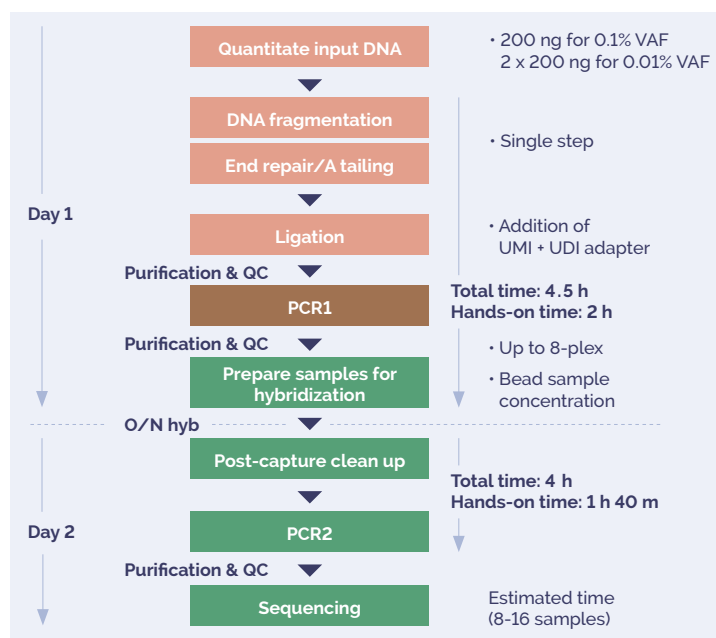 Quantitate input DNA
• 200 ng for 0.1% VAF
2 x 200 ng for 0.01% VAF
DNA fragmentation
• Single step
End repair/A tailing
Day 1
Ligation
• Addition of
UMI + UDI adapter
Purification & QC
PCR1
Total time: 4.5 h
Hands-on time: 2 h
Purification & QC
• Up to 8-plex
Prepare samples for
hybridization
• Bead sample
concentration
O/N hyb
Post-capture clean up
Total time: 4 h
Hands-on time: 1 h 40 m
Day 2
PCR2
Purification & QC
Sequencing
Estimated time
(8-16 samples)